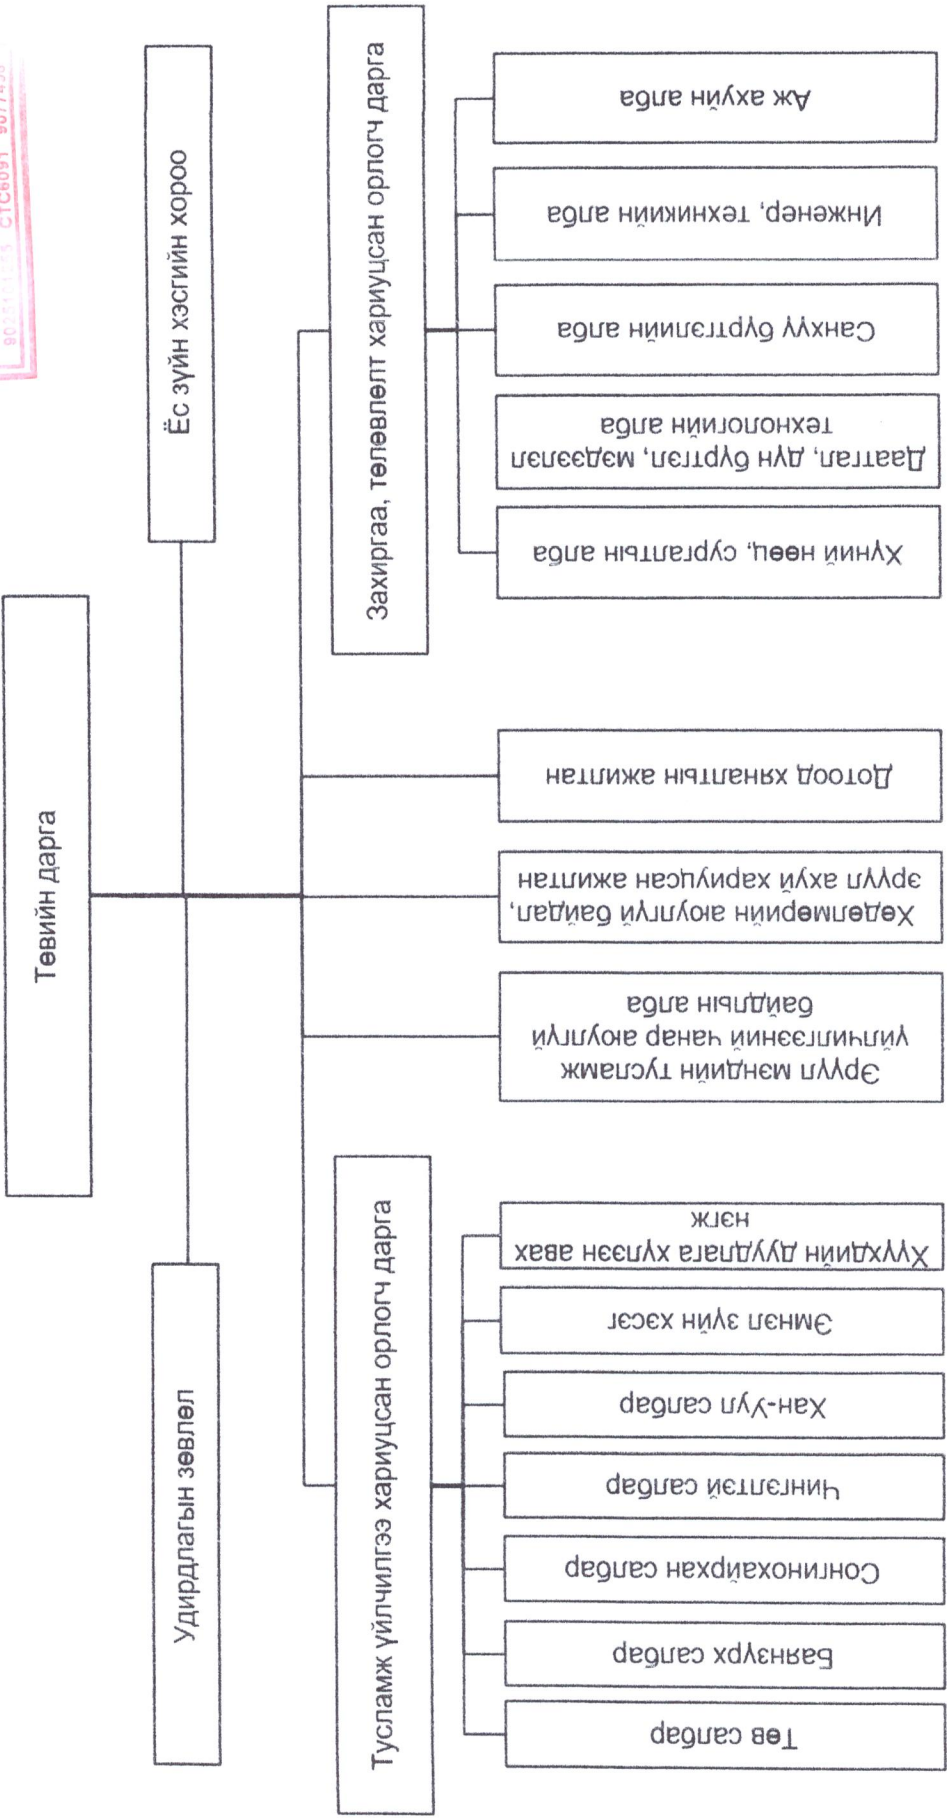 Төвийн дарга
Удирдлагын зөвлөл
Ёс зүйн хэсгийн хороо
Тусламж үйлчилгээ хариуцсан орлогч дарга
Захиргаа, төлөвлөлт хариуцсан орлогч дарга
Төв салбар
Баянзүрх салбар
Сонгинохайрхан салбар
Чингэлтэй салбар
Хан-Уул салбар
Эмнэл зүйн хэсэг
Хүүхдийн дуудлага хүлээн авах
нэгж
Эрүүл мэндийн тусламж
үйлчилгээний чанар аюулгүй
байдлын алба
Хөдөлмөрийн аюулгүй байдал,
эрүүл ахуй хариуцсан ажилтан
Дотоод хяналтын ажилтан
Хүний нөөц, сургалтын алба
Даатгал, дүн бүртгэл, мэдээлэл
технологийн алба
Санхүү бүртгэлийн алба
Инженер, техникийн алба
Аж ахуйн алба